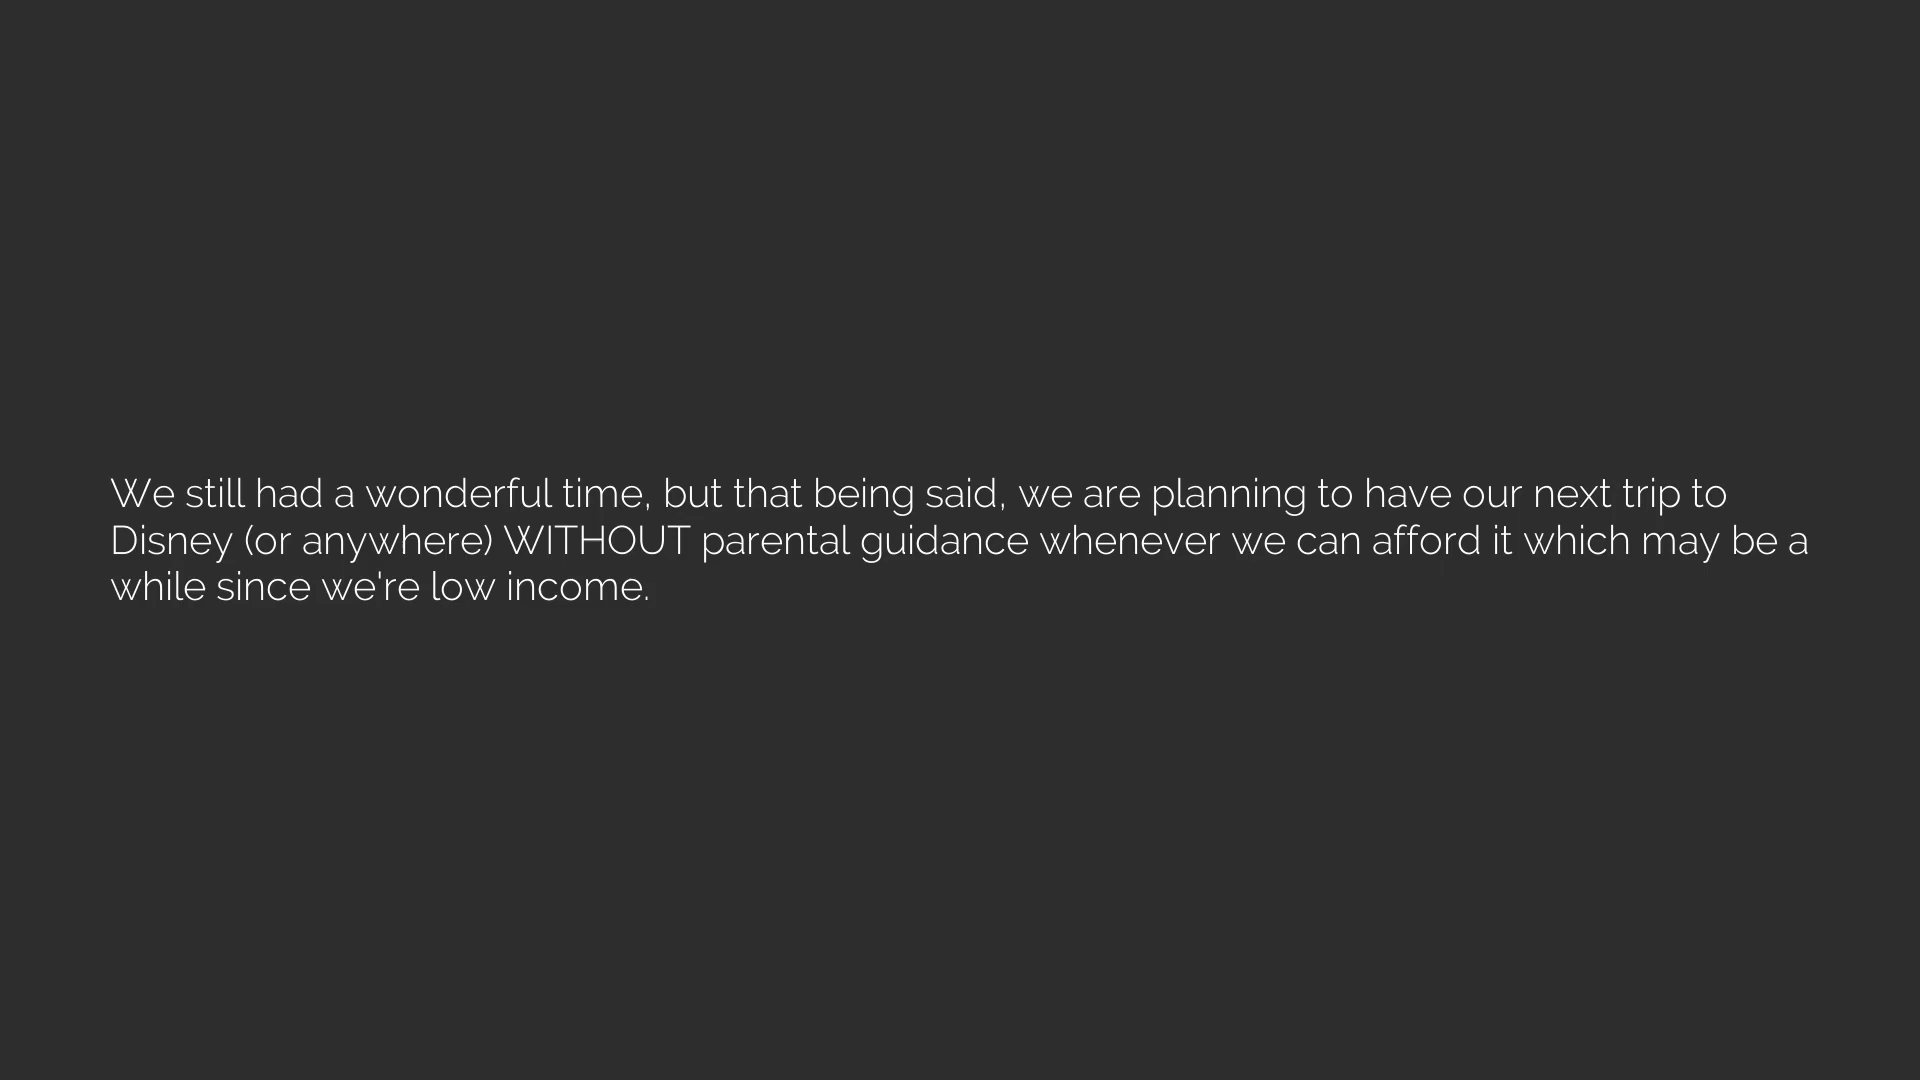 We still had a wonderful time, but that being said, we are planning to have our next trip to
Disney (or anywhere) WITHOUT parental guidance whenever we can afford it which may be a
while since we're low income.